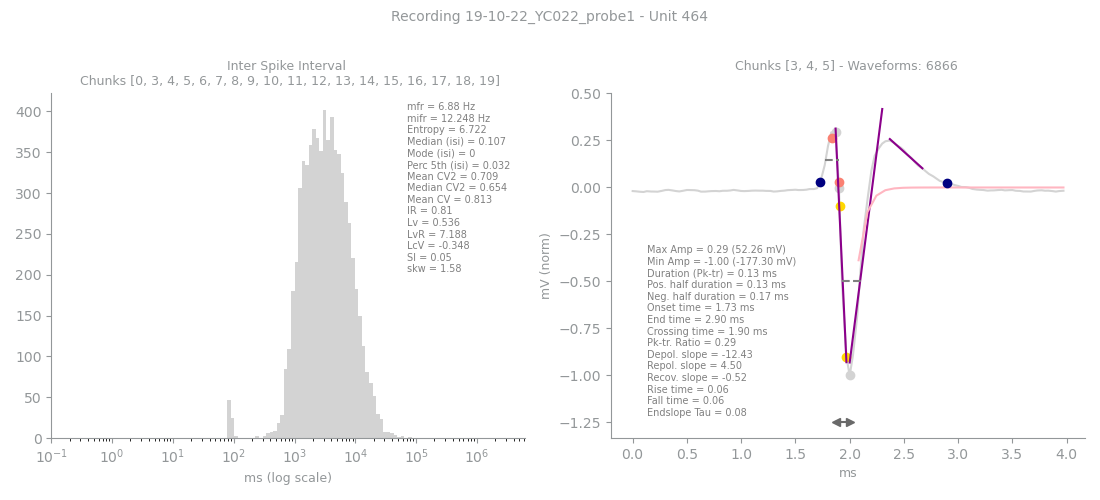 Recording 19-10-22_YC022_probe1 - Unit 464
Inter Spike Interval
Chunks [0, 3, 4, 5, 6, 7, 8, 9, 10, 11, 12, 13, 14, 15, 16, 17, 18, 19]
400
350
300
250
200
150
100
50
0
mfr = 6.88 Hz
mifr = 12.248 Hz
Entropy = 6.722
Median (isi) = 0.107
Mode (isi) = 0
Perc 5th (isi) = 0.032
Mean CV2 = 0.709
Median CV2 = 0.654
Mean CV = 0.813
IR = 0.81
Lv = 0.536
LvR = 7.188
LcV = -0.348
SI = 0.05
skw = 1.58
10⁻¹ 10⁰ 10¹ 10² 10³ 10⁴ 10⁵ 10⁶
ms (log scale)
Chunks [3, 4, 5] - Waveforms: 6866
mV (norm)
0.50
0.25
0.00
−0.25
−0.50
−0.75
−1.00
−1.25
Max Amp = 0.29 (52.26 mV)
Min Amp = -1.00 (-177.30 mV)
Duration (Pk-tr) = 0.13 ms
Pos. half duration = 0.13 ms
Neg. half duration = 0.17 ms
Onset time = 1.73 ms
End time = 2.90 ms
Crossing time = 1.90 ms
Pk-tr. Ratio = 0.29
Depol. slope = -12.43
Repol. slope = 4.50
Recov. slope = -0.52
Rise time = 0.06
Fall time = 0.06
Endslope Tau = 0.08
0.0 0.5 1.0 1.5 2.0 2.5 3.0 3.5 4.0
ms